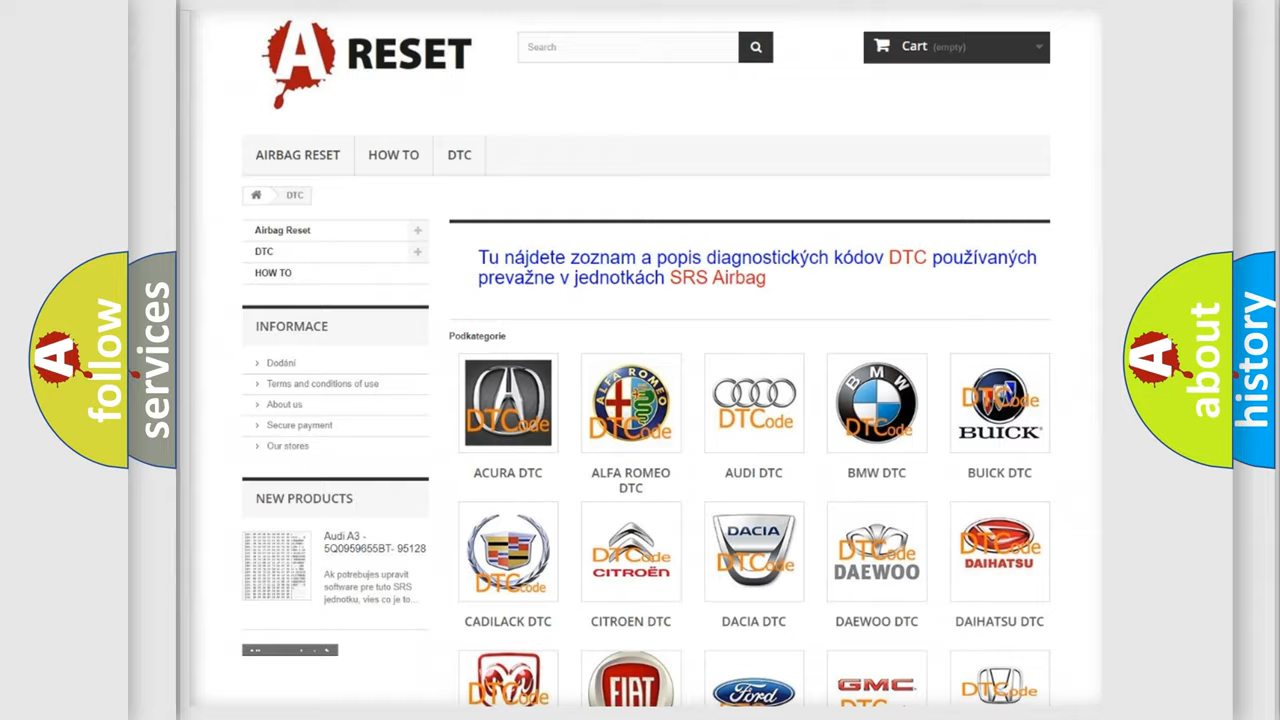 A RESET
Search
Cart (empty)
AIRBAG RESET
HOW TO
DTC
DTC
Airbag Reset
DTC
HOW TO
INFORMACE
Dodání
Terms and conditions of use
About us
Secure payment
Our stores
NEW PRODUCTS
Audi A3 -
5Q0959655BT- 95128
Ak potrebujes upravit
software pre tuto SRS
jednotku, vies co je to...
Tu nájdete zoznam a popis diagnostických kódov DTC používaných
prevažne v jednotkách SRS Airbag
Podkategorie
DTCode
ALFA ROMEO
DTCode
DTCode
BMW
DTCode
DTCode
BUICK
ACURA DTC
ALFA ROMEO
DTC
AUDI DTC
BMW DTC
BUICK DTC
DTCode
DTCode
CITROËN
DACIA
DTCode
DTCode
DAEWOO
DTCode
DAIHATSU
CADILACK DTC
CITROEN DTC
DACIA DTC
DAEWOO DTC
DAIHATSU DTC
DTCode
FIAT
Ford
GMC
DTCode
A follow
services
A about
history